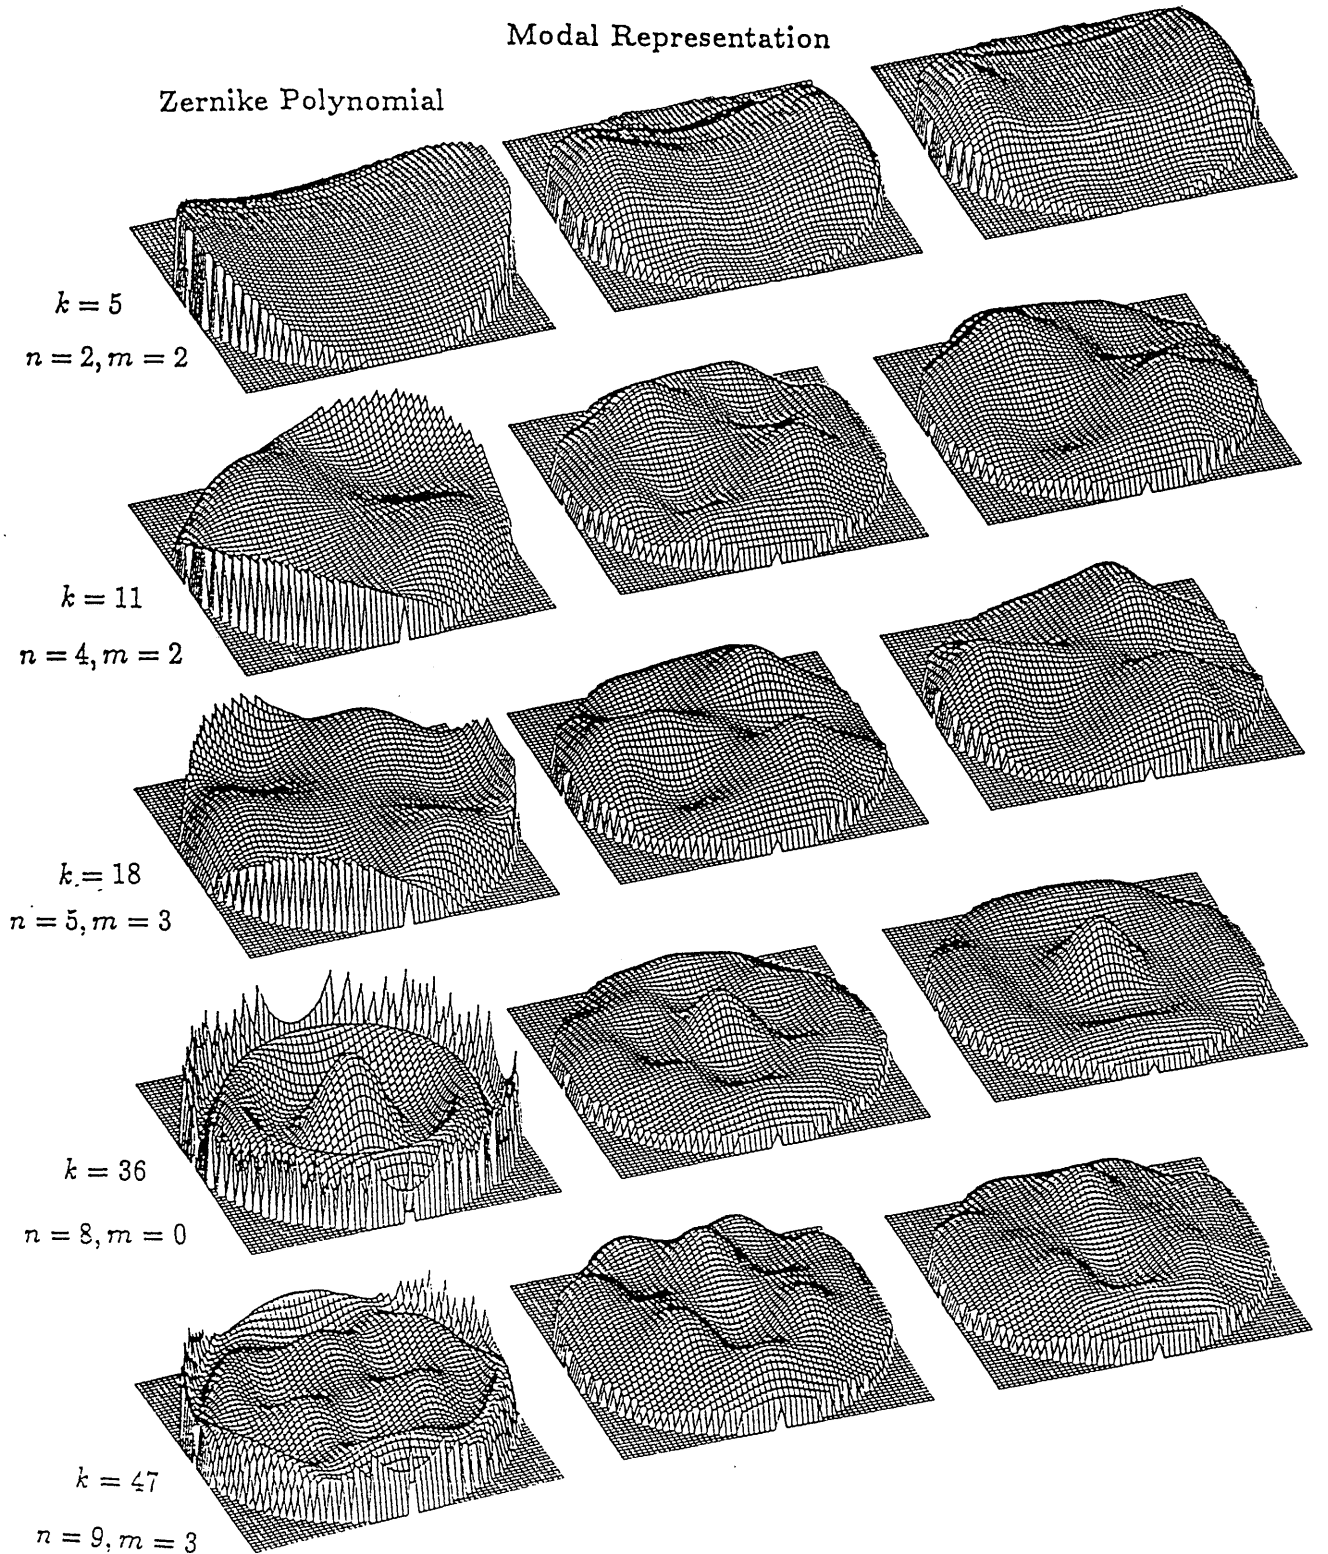 Modal Representation
Zernike Polynomial
k = 5
n = 2, m = 2
k = 11
n = 4, m = 2
k = 18
n = 5, m = 3
k = 36
n = 8, m = 0
k = 47
n = 9, m = 3